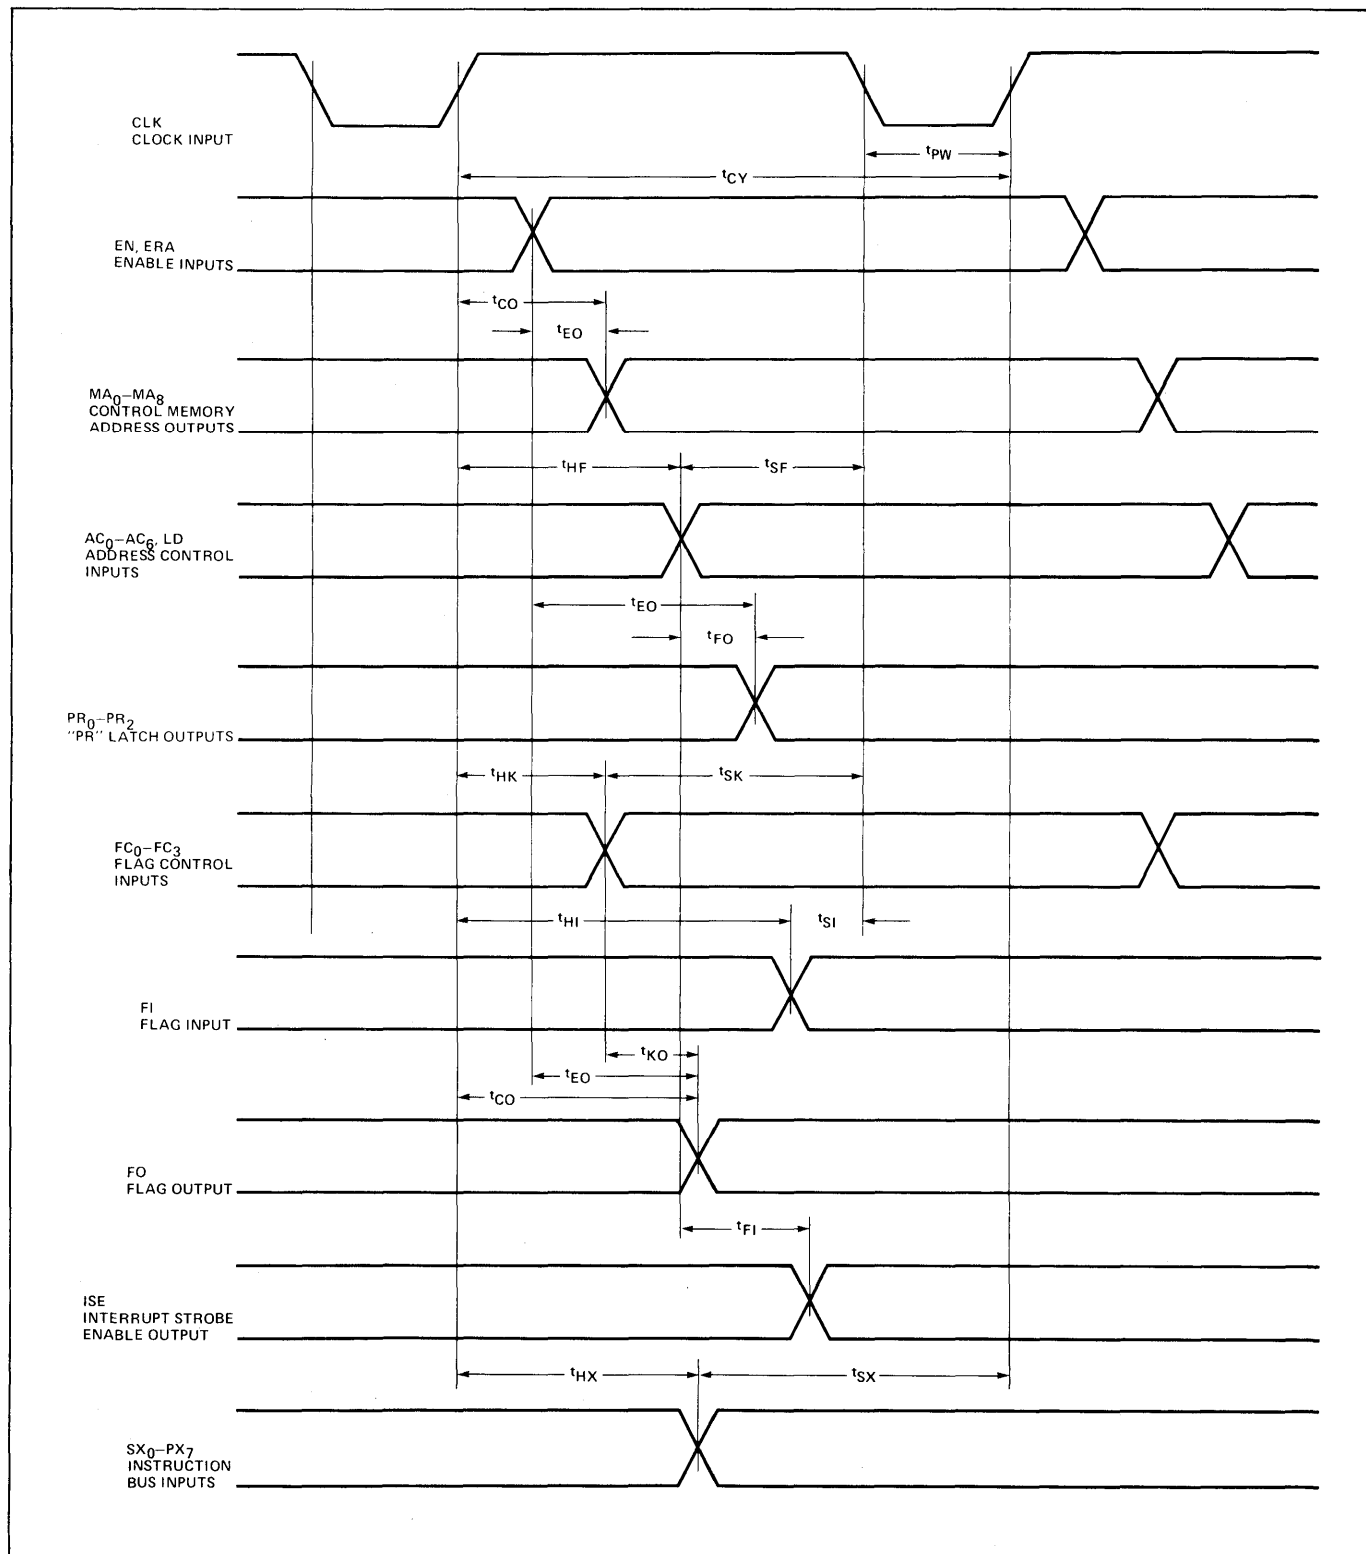 CLK
CLOCK INPUT
tPW
tCY
EN, ERA
ENABLE INPUTS
tCO
tEO
MA0–MA8
CONTROL MEMORY
ADDRESS OUTPUTS
tHF
tSF
AC0–AC6, LD
ADDRESS CONTROL
INPUTS
tEO
tFO
PR0–PR2
"PR" LATCH OUTPUTS
tHK
tSK
FC0–FC3
FLAG CONTROL
INPUTS
tHI
tSI
FI
FLAG INPUT
tKO
tEO
tCO
FO
FLAG OUTPUT
tFI
ISE
INTERRUPT STROBE
ENABLE OUTPUT
tHX
tSX
SX0–PX7
INSTRUCTION
BUS INPUTS